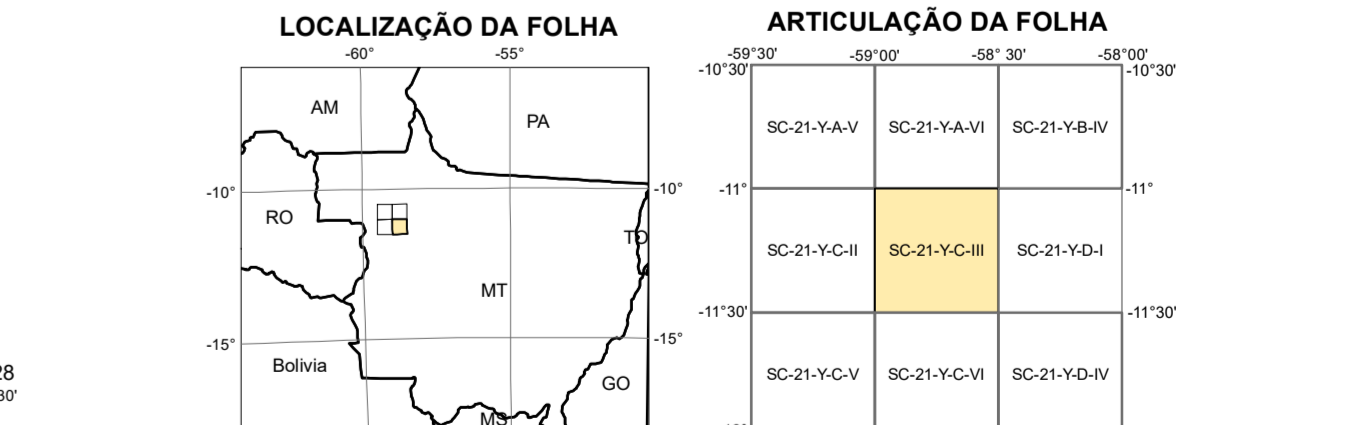 LOCALIZAÇÃO DA FOLHA
-60° -55°
AM
PA
-10° -10°
RO
TO
MT
-15° -15°
Bolivia
GO
MS
28
30'
ARTICULAÇÃO DA FOLHA
-59°30' -59°00' -58° 30' -58°00'
-10°30' -10°30'
SC-21-Y-A-V SC-21-Y-A-VI SC-21-Y-B-IV
-11° -11°
SC-21-Y-C-II SC-21-Y-C-III SC-21-Y-D-I
-11°30' -11°30'
SC-21-Y-C-V SC-21-Y-C-VI SC-21-Y-D-IV